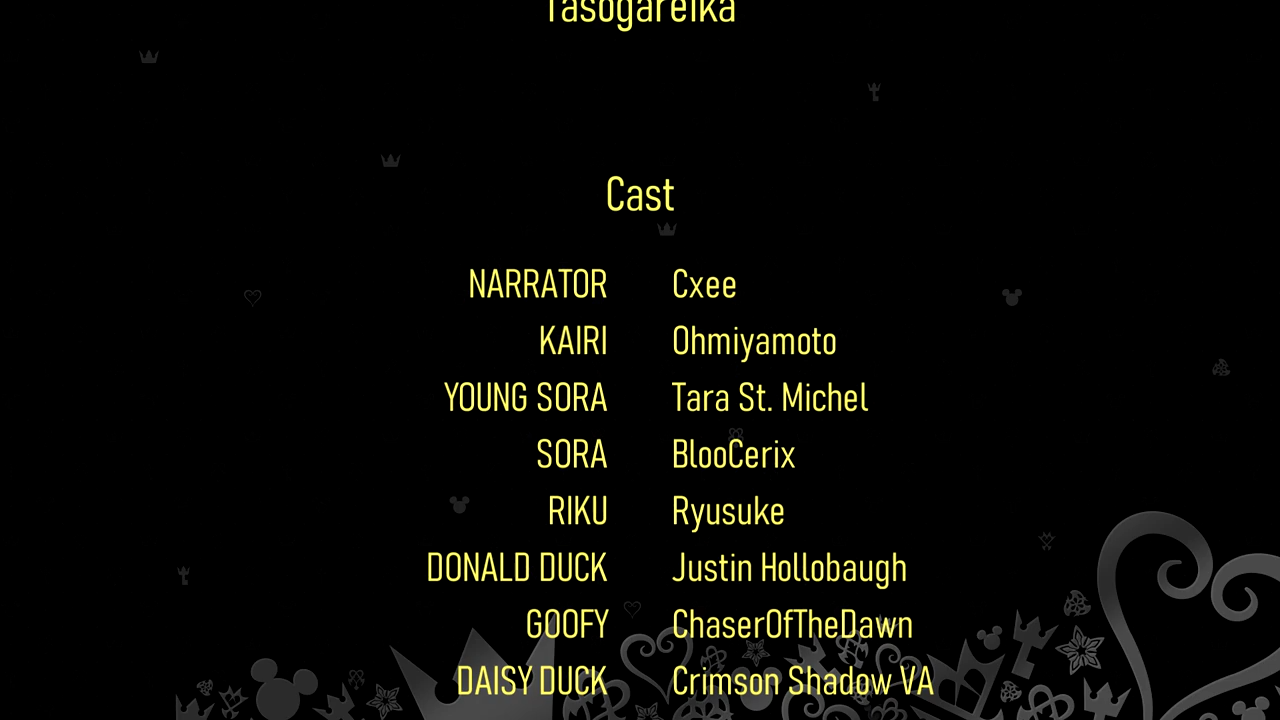 Tasogareika
Cast
NARRATOR Cxee
KAIRI Ohmiyamoto
YOUNG SORA Tara St. Michel
SORA BlooCerix
RIKU Ryusuke
DONALD DUCK Justin Hollobaugh
GOOFY ChaserOfTheDawn
DAISY DUCK Crimson Shadow VA